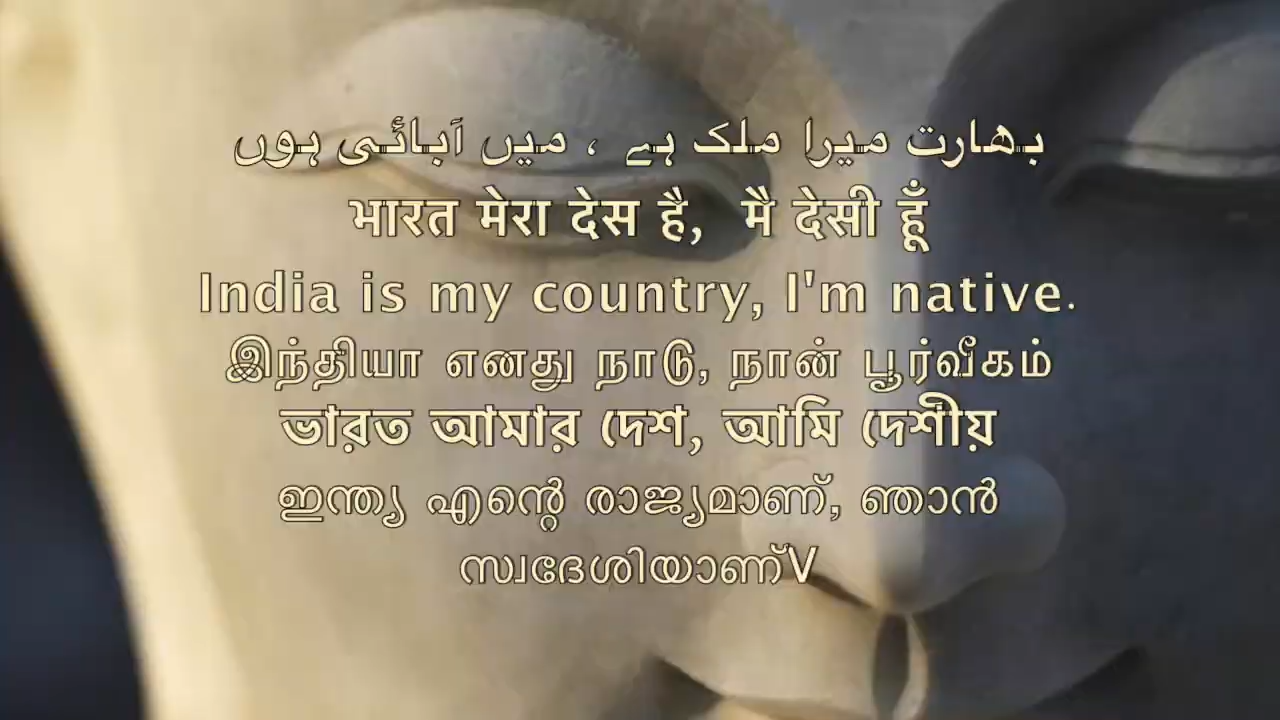 بھارت میرا ملک ہے ، میں آبائی ہوں
भारत मेरा देस है, मै देसी हूँ
India is my country, I'm native.
இந்தியா எனது நாடு, நான் பூர்வீகம்
ভারত আমার দেশ, আমি দেশীয়
ഇന്ത്യ എന്റെ രാജ്യമാണ്, ഞാൻ
സ്വദേശിയാണ്V